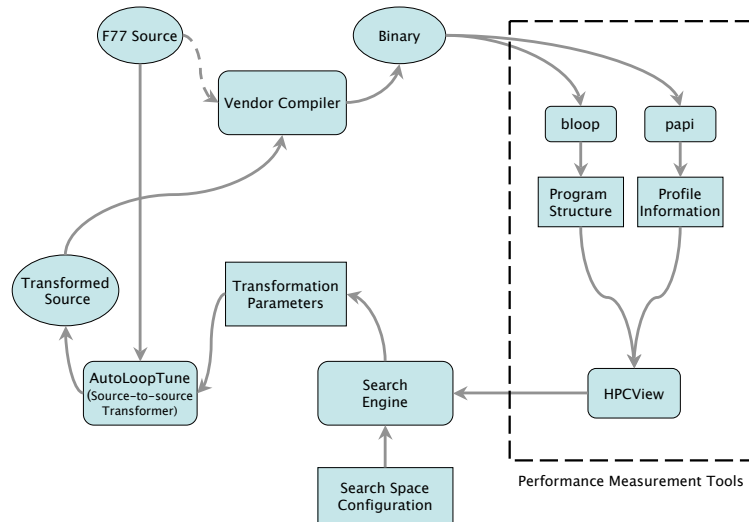 F77 Source
Binary
Vendor Compiler
bloop
papi
Program
Structure
Profile
Information
Transformed
Source
Transformation
Parameters
AutoLoopTune
(Source-to-source
Transformer)
Search
Engine
HPCView
Search Space
Configuration
Performance Measurement Tools